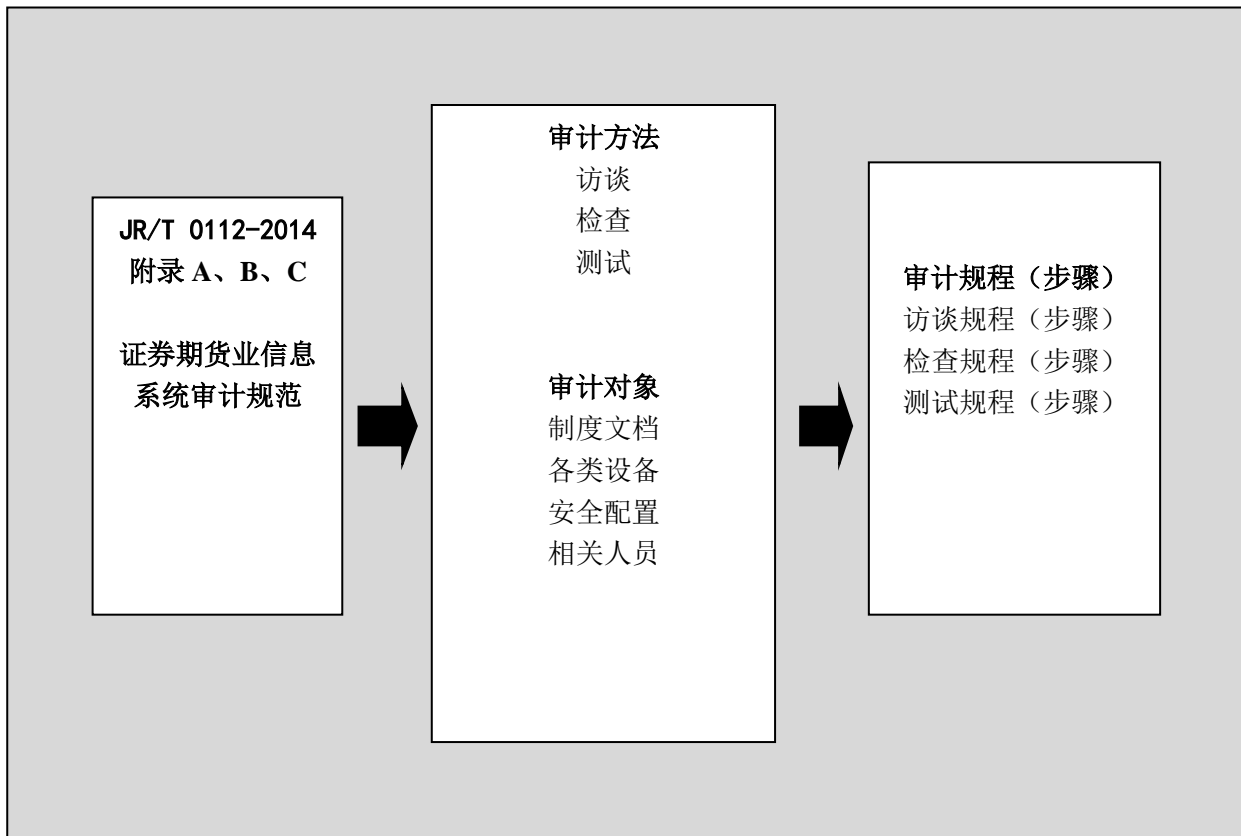 JR/T 0112-2014
附录 A、B、C
证券期货业信息
系统审计规范
审计方法
访谈
检查
测试
审计对象
制度文档
各类设备
安全配置
相关人员
审计规程（步骤）
访谈规程（步骤）
检查规程（步骤）
测试规程（步骤）